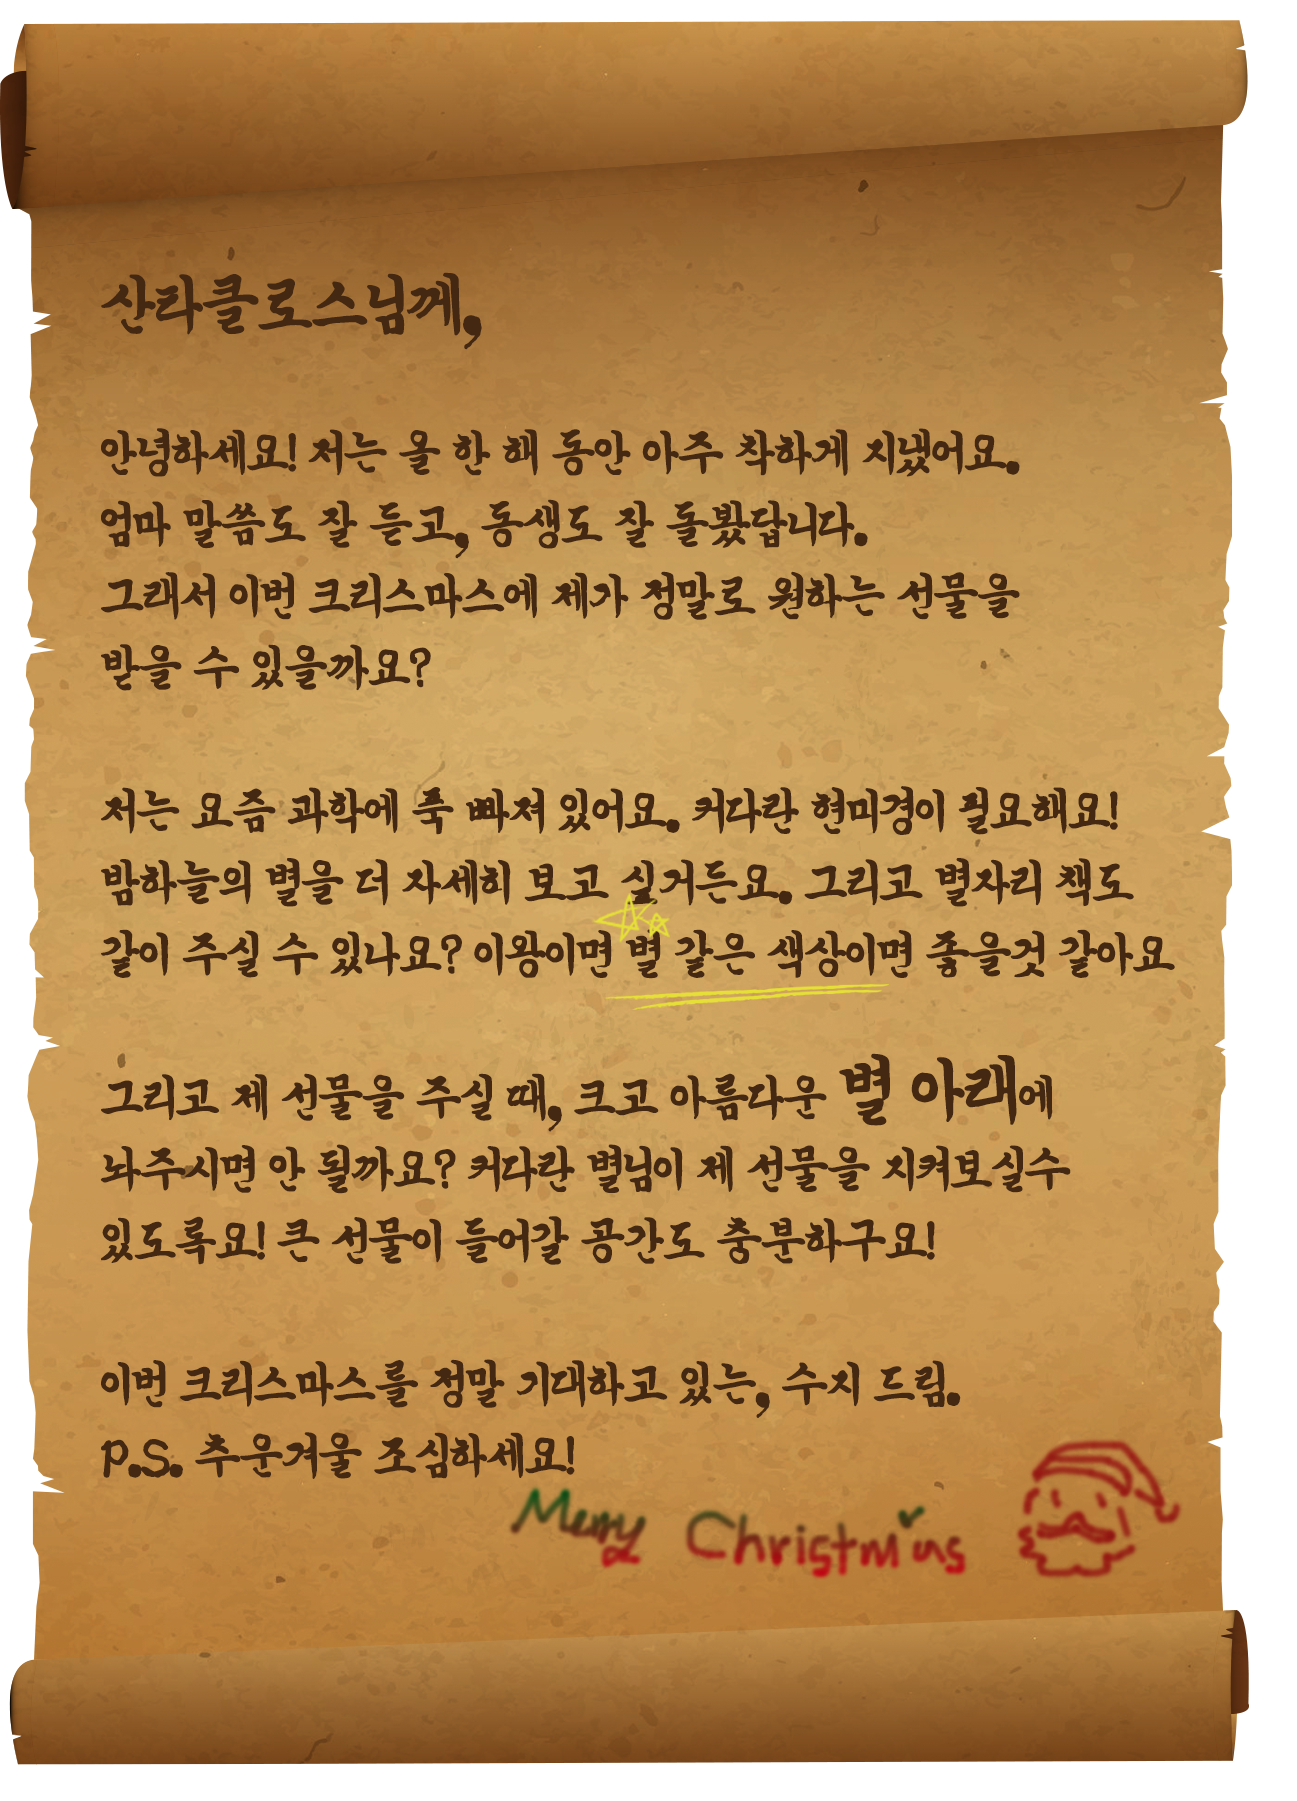 산타클로스님께,
안녕하세요! 저는 올 한 해 동안 아주 착하게 지냈어요.
엄마 말씀도 잘 듣고, 동생도 잘 돌봤답니다.
그래서 이번 크리스마스에 제가 정말로 원하는 선물을
받을 수 있을까요?
저는 요즘 과학에 푹 빠져 있어요. 커다란 현미경이 필요해요!
밤하늘의 별을 더 자세히 보고 싶거든요. 그리고 별자리 책도
같이 주실 수 있나요? 이왕이면 별 같은 색상이면 좋을것 같아요
그리고 제 선물을 주실 때, 크고 아름다운 별 아래에
놔주시면 안 될까요? 커다란 별님이 제 선물을 지켜보실수
있도록요! 큰 선물이 들어갈 공간도 충분하구요!
이번 크리스마스를 정말 기대하고 있는, 수지 드림.
P.S. 추운겨울 조심하세요!
Merry Christmas